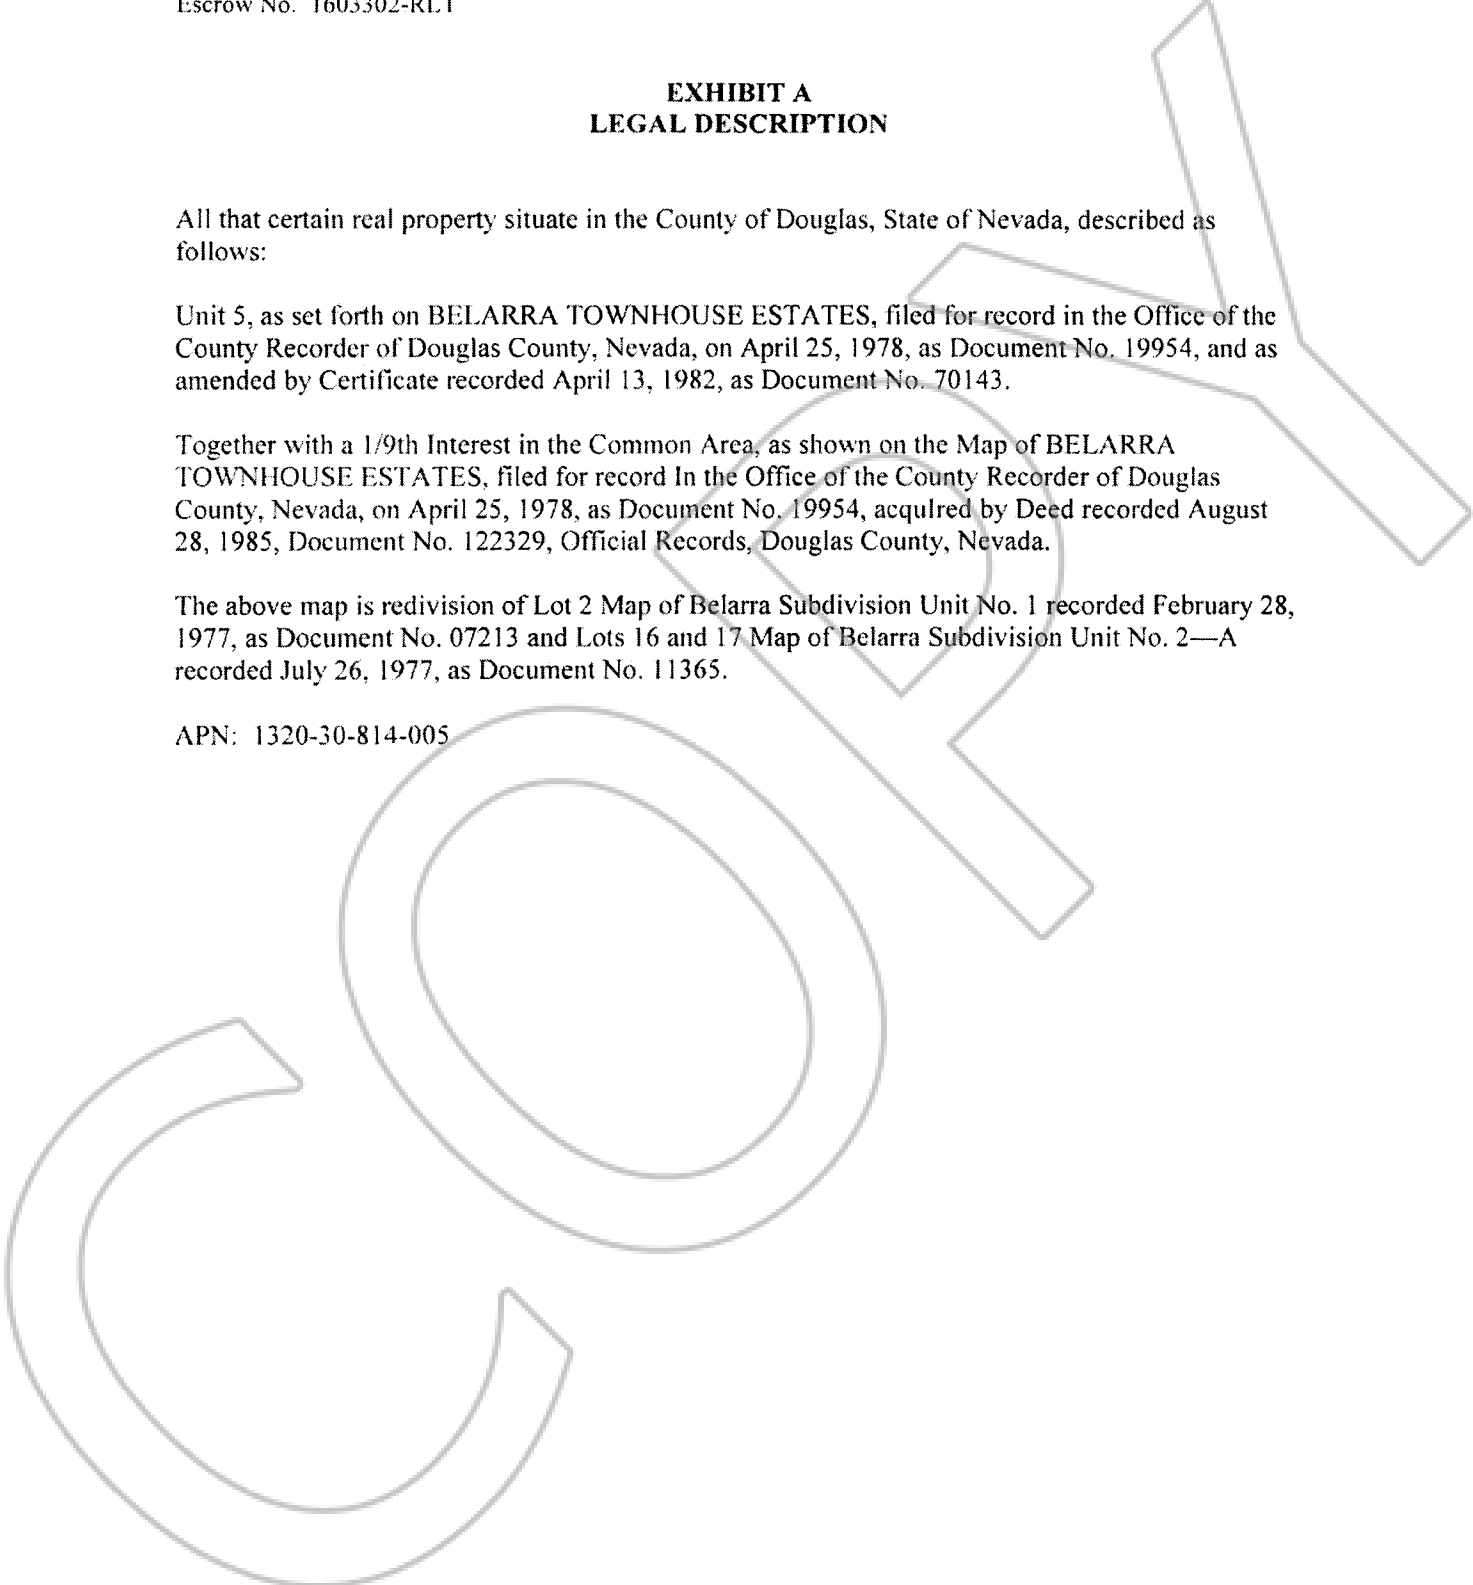 Escrow No. 1603302-RLT
EXHIBIT A
LEGAL DESCRIPTION
All that certain real property situate in the County of Douglas, State of Nevada, described as
follows:
Unit 5, as set forth on BELARRA TOWNHOUSE ESTATES, filed for record in the Office of the
County Recorder of Douglas County, Nevada, on April 25, 1978, as Document No. 19954, and as
amended by Certificate recorded April 13, 1982, as Document No. 70143.
Together with a 1/9th Interest in the Common Area, as shown on the Map of BELARRA
TOWNHOUSE ESTATES, filed for record In the Office of the County Recorder of Douglas
County, Nevada, on April 25, 1978, as Document No. 19954, acqulred by Deed recorded August
28, 1985, Document No. 122329, Official Records, Douglas County, Nevada.
The above map is redivision of Lot 2 Map of Belarra Subdivision Unit No. 1 recorded February 28,
1977, as Document No. 07213 and Lots 16 and 17 Map of Belarra Subdivision Unit No. 2—A
recorded July 26, 1977, as Document No. 11365.
APN: 1320-30-814-005
COPY